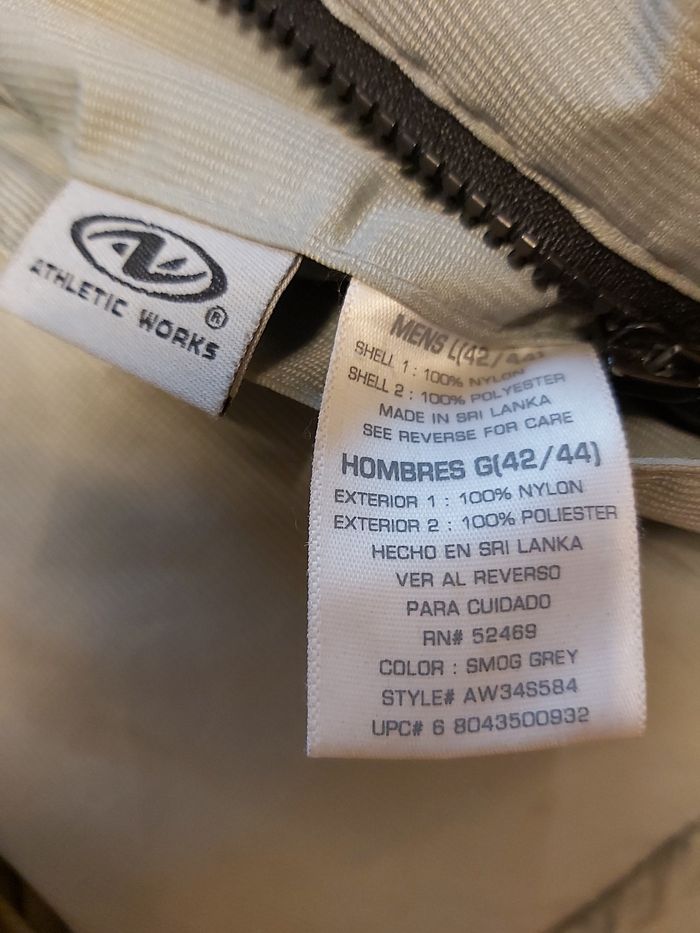 ATHLETIC WORKS®
MENS L(42/44)
SHELL 1 : 100% NYLON
SHELL 2 : 100% POLYESTER
MADE IN SRI LANKA
SEE REVERSE FOR CARE
HOMBRES G(42/44)
EXTERIOR 1 : 100% NYLON
EXTERIOR 2 : 100% POLIESTER
HECHO EN SRI LANKA
VER AL REVERSO
PARA CUIDADO
RN# 52469
COLOR : SMOG GREY
STYLE# AW34S584
UPC# 6 8043500932